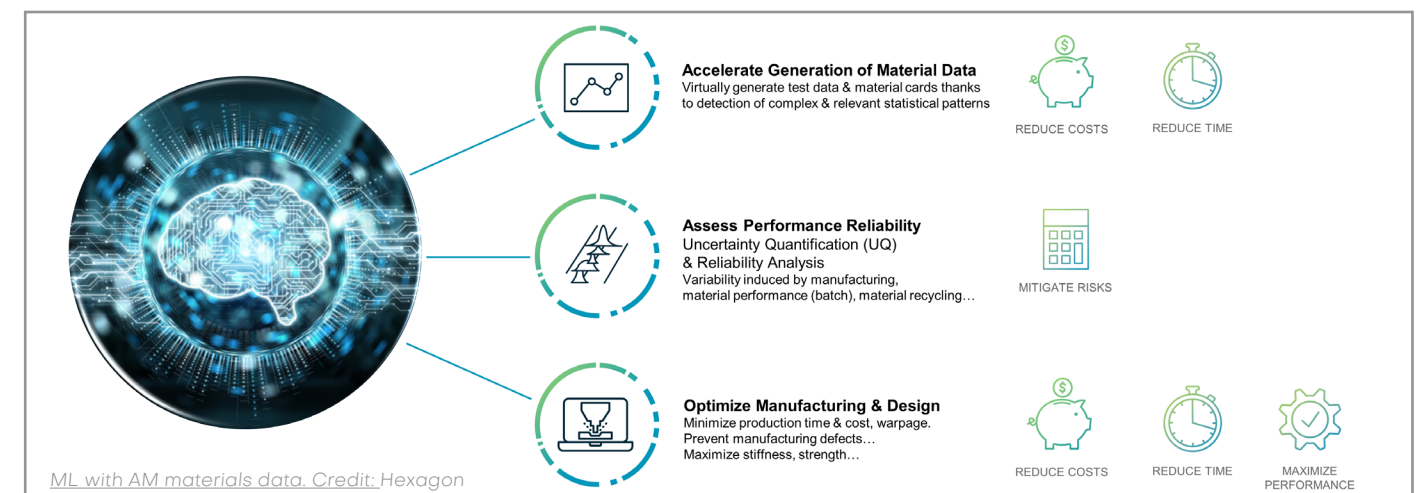 Accelerate Generation of Material Data
Virtually generate test data & material cards thanks
to detection of complex & relevant statistical patterns
$
REDUCE COSTS
REDUCE TIME
Assess Performance Reliability
Uncertainty Quantification (UQ)
& Reliability Analysis
Variability induced by manufacturing,
material performance (batch), material recycling…
MITIGATE RISKS
Optimize Manufacturing & Design
Minimize production time & cost, warpage.
Prevent manufacturing defects…
Maximize stiffness, strength…
$
REDUCE COSTS
REDUCE TIME
MAXIMIZE
PERFORMANCE
ML with AM materials data. Credit: Hexagon